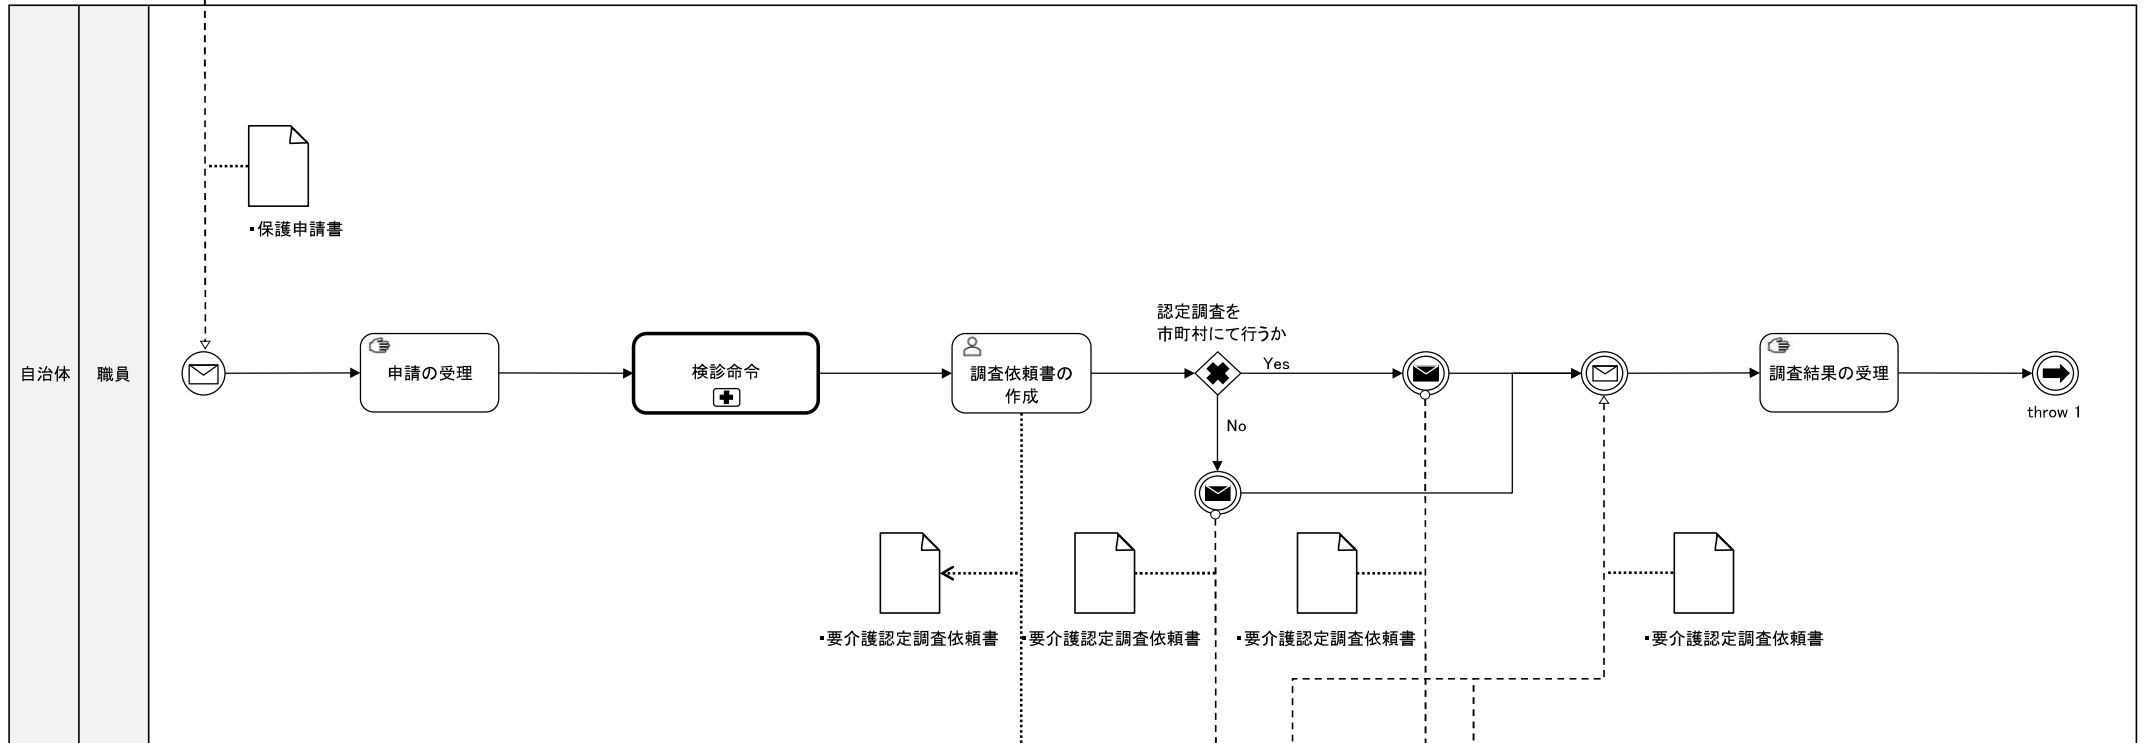 自治体
職員
・保護申請書
申請の受理
検診命令
調査依頼書の
作成
認定調査を
市町村にて行うか
Yes
No
調査結果の受理
throw 1
・要介護認定調査依頼書
・要介護認定調査依頼書
・要介護認定調査依頼書
・要介護認定調査依頼書